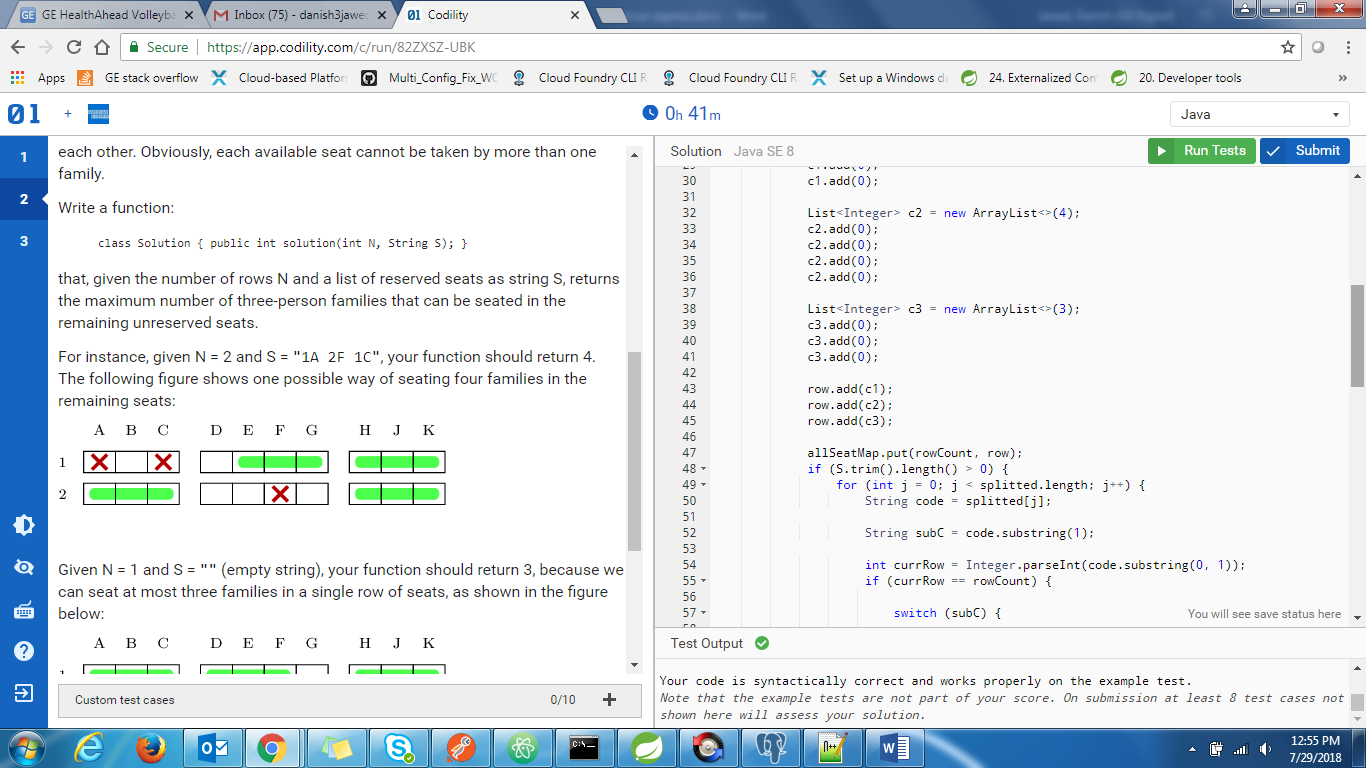 GE HealthAhead Volleyba
Inbox (75) - danish3jawed
Codility
Secure
https://app.codility.com/c/run/82ZXSZ-UBK
Apps
GE stack overflow
Cloud-based Platfor
Multi_Config_Fix_WC
Cloud Foundry CLI R
Cloud Foundry CLI R
Set up a Windows d
24. Externalized Con
20. Developer tools
»
01
+
0h 41m
Java
1
2
3
each other. Obviously, each available seat cannot be taken by more than one
family.
Write a function:
class Solution { public int solution(int N, String S); }
that, given the number of rows N and a list of reserved seats as string S, returns
the maximum number of three-person families that can be seated in the
remaining unreserved seats.
For instance, given N = 2 and S = "1A 2F 1C", your function should return 4.
The following figure shows one possible way of seating four families in the
remaining seats:
A B C D E F G H J K
1
2
Given N = 1 and S = "" (empty string), your function should return 3, because we
can seat at most three families in a single row of seats, as shown in the figure
below:
A B C D E F G H J K
Custom test cases 0/10 +
Solution Java SE 8
Run Tests
Submit
30 c1.add(0);
31
32 List<Integer> c2 = new ArrayList<>(4);
33 c2.add(0);
34 c2.add(0);
35 c2.add(0);
36 c2.add(0);
37
38 List<Integer> c3 = new ArrayList<>(3);
39 c3.add(0);
40 c3.add(0);
41 c3.add(0);
42
43 row.add(c1);
44 row.add(c2);
45 row.add(c3);
46
47 allSeatMap.put(rowCount, row);
48 if (S.trim().length() > 0) {
49 for (int j = 0; j < splitted.length; j++) {
50 String code = splitted[j];
51
52 String subC = code.substring(1);
53
54 int currRow = Integer.parseInt(code.substring(0, 1));
55 if (currRow == rowCount) {
56
57 switch (subC) {
You will see save status here
Test Output
Your code is syntactically correct and works properly on the example test.
Note that the example tests are not part of your score. On submission at least 8 test cases not
shown here will assess your solution.
12:55 PM
7/29/2018